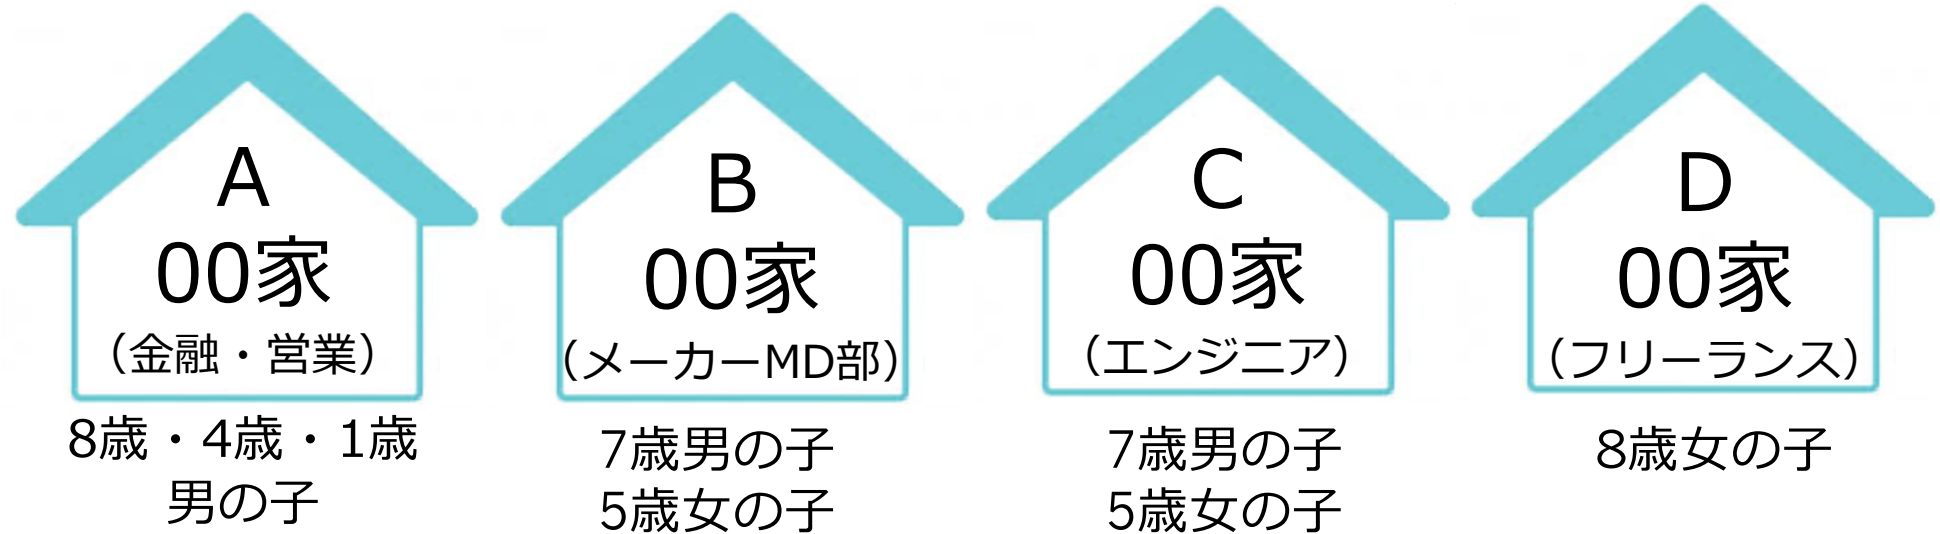 A
00家
（金融・営業）
8歳・4歳・1歳
男の子
B
00家
（メーカーMD部）
7歳男の子
5歳女の子
C
00家
（エンジニア）
7歳男の子
5歳女の子
D
00家
（フリーランス）
8歳女の子